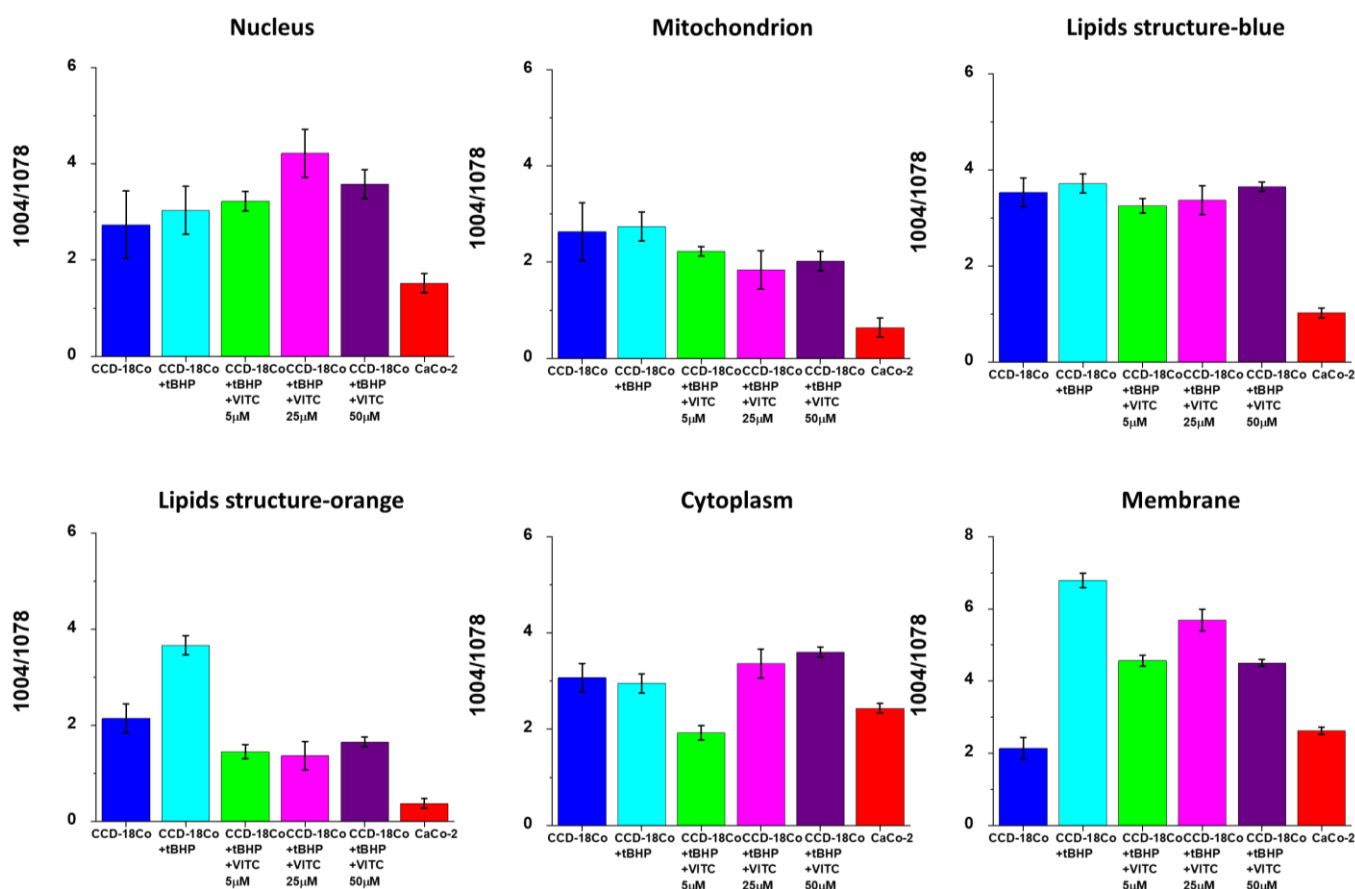 Nucleus
1004/1078
6
4
2
0
CCD-18Co CCD-18Co CCD-18Co CCD-18Co CCD-18Co CaCo-2
+tBHP +tBHP +tBHP +tBHP
+VITC +VITC +VITC
5μM 25μM 50μM
Mitochondrion
1004/1078
6
4
2
0
CCD-18Co CCD-18Co CCD-18Co CCD-18Co CCD-18Co CaCo-2
+tBHP +tBHP +tBHP +tBHP
+VITC +VITC +VITC
5μM 25μM 50μM
Lipids structure-blue
1004/1078
6
4
2
0
CCD-18Co CCD-18Co CCD-18Co CCD-18Co CCD-18Co CaCo-2
+tBHP +tBHP +tBHP +tBHP
+VITC +VITC +VITC
5μM 25μM 50μM
Lipids structure-orange
1004/1078
6
4
2
0
CCD-18Co CCD-18Co CCD-18Co CCD-18Co CCD-18Co CaCo-2
+tBHP +tBHP +tBHP +tBHP
+VITC +VITC +VITC
5μM 25μM 50μM
Cytoplasm
1004/1078
6
4
2
0
CCD-18Co CCD-18Co CCD-18Co CCD-18Co CCD-18Co CaCo-2
+tBHP +tBHP +tBHP +tBHP
+VITC +VITC +VITC
5μM 25μM 50μM
Membrane
1004/1078
8
6
4
2
0
CCD-18Co CCD-18Co CCD-18Co CCD-18Co CCD-18Co CaCo-2
+tBHP +tBHP +tBHP +tBHP
+VITC +VITC +VITC
5μM 25μM 50μM